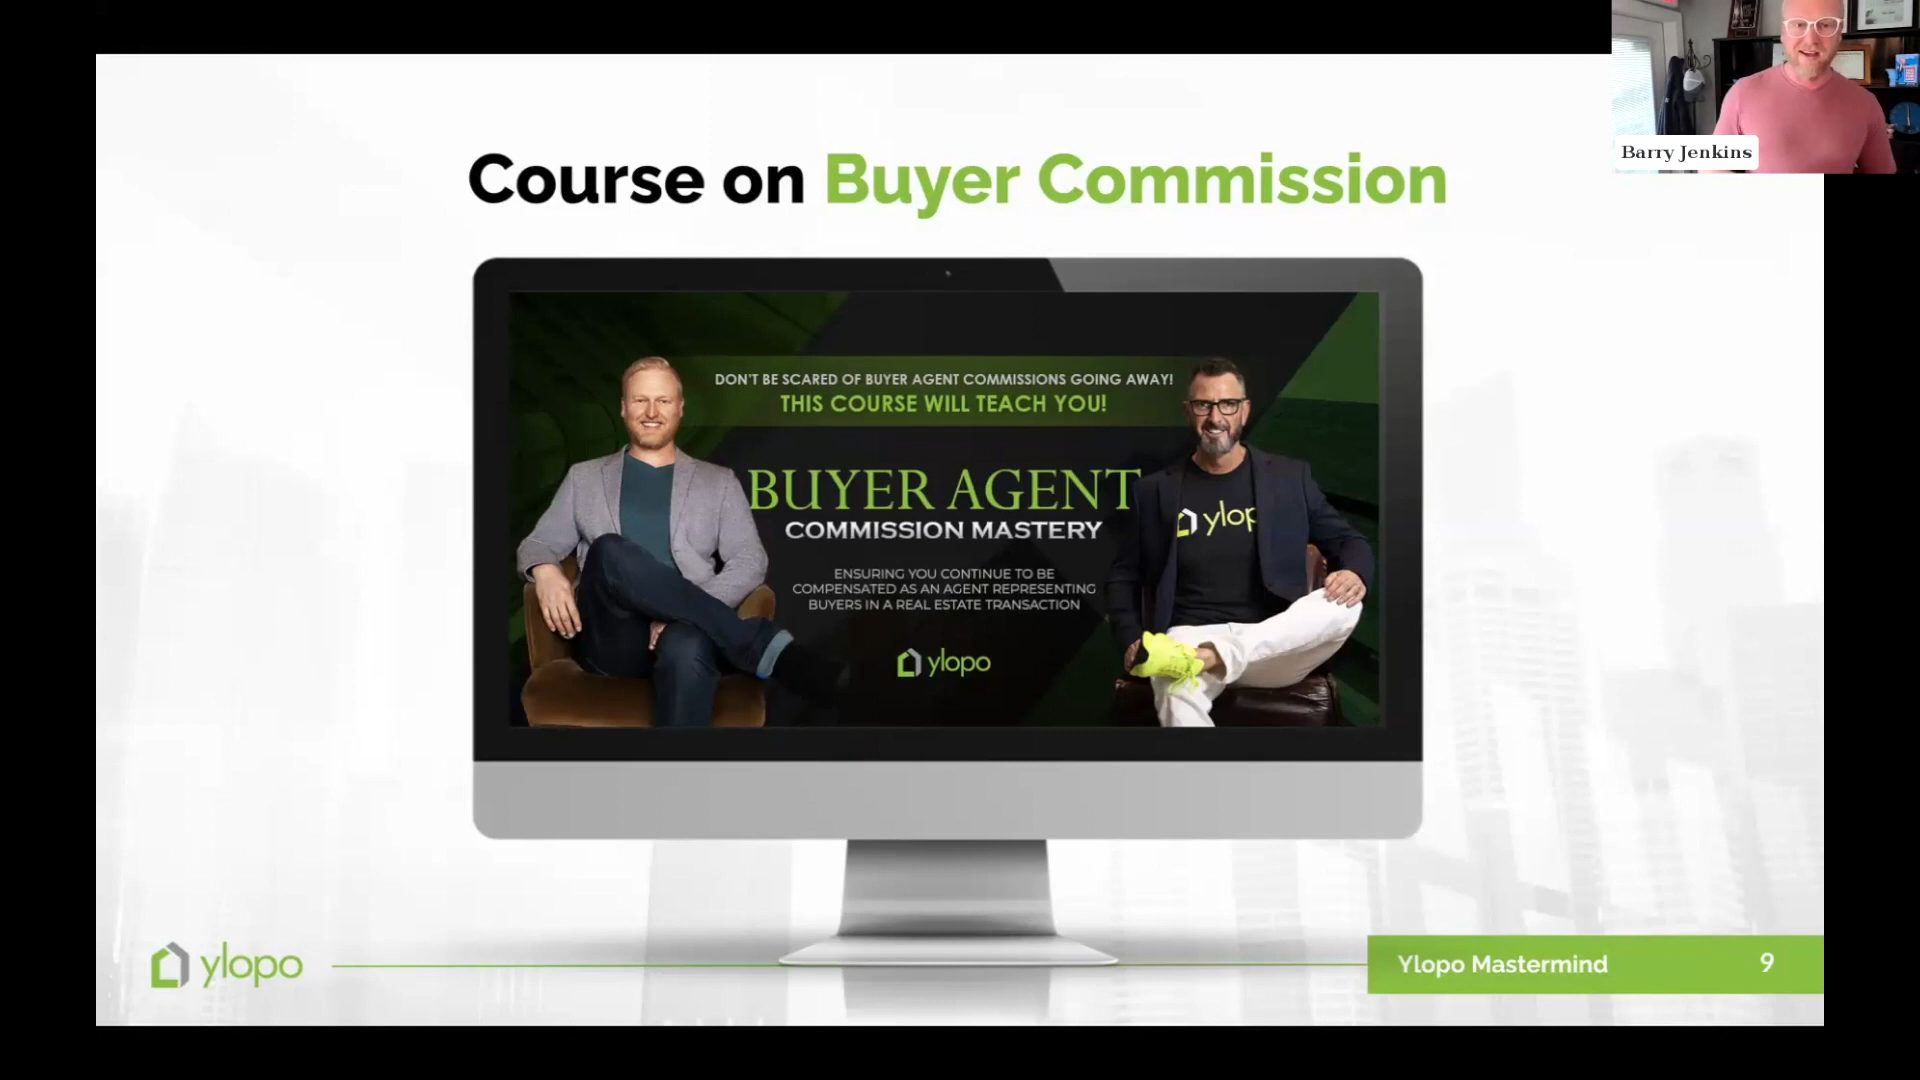 Barry Jenkins
Course on Buyer Commission
DON'T BE SCARED OF BUYER AGENT COMMISSIONS GOING AWAY!
THIS COURSE WILL TEACH YOU!
BUYER AGENT
COMMISSION MASTERY
ylop
ENSURING YOU CONTINUE TO BE
COMPENSATED AS AN AGENT REPRESENTING
BUYERS IN A REAL ESTATE TRANSACTION
ylopo
ylopo
Ylopo Mastermind 9